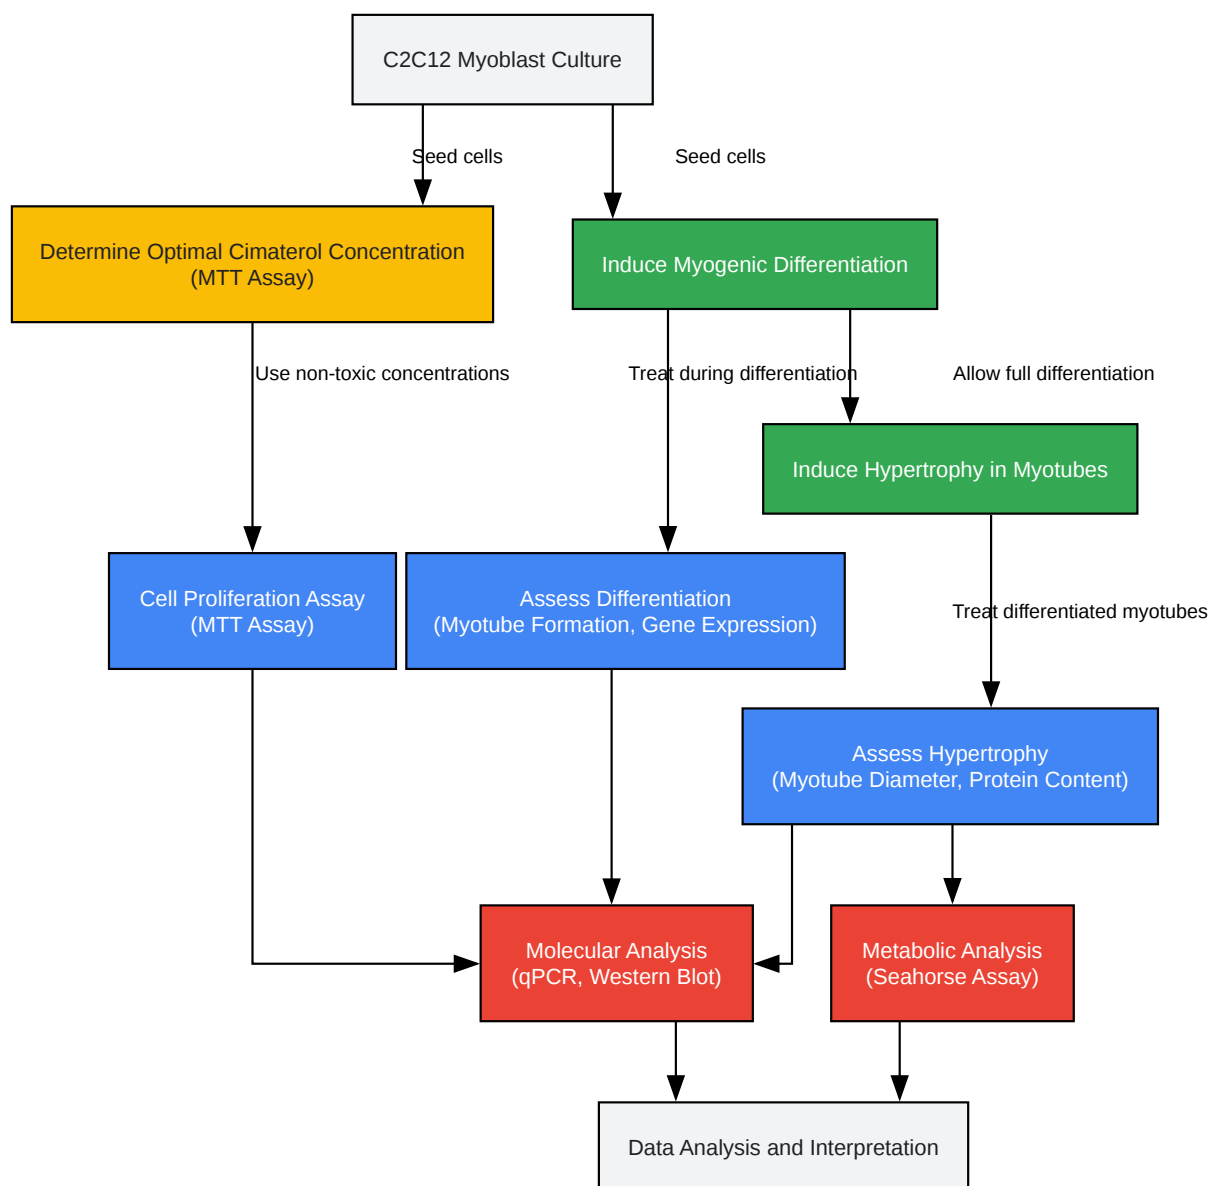 C2C12 Myoblast Culture
Seed cells
Seed cells
Determine Optimal Cimaterol Concentration
(MTT Assay)
Induce Myogenic Differentiation
Use non-toxic concentrations
Treat during differentiation
Allow full differentiation
Induce Hypertrophy in Myotubes
Cell Proliferation Assay
(MTT Assay)
Assess Differentiation
(Myotube Formation, Gene Expression)
Treat differentiated myotubes
Assess Hypertrophy
(Myotube Diameter, Protein Content)
Molecular Analysis
(qPCR, Western Blot)
Metabolic Analysis
(Seahorse Assay)
Data Analysis and Interpretation